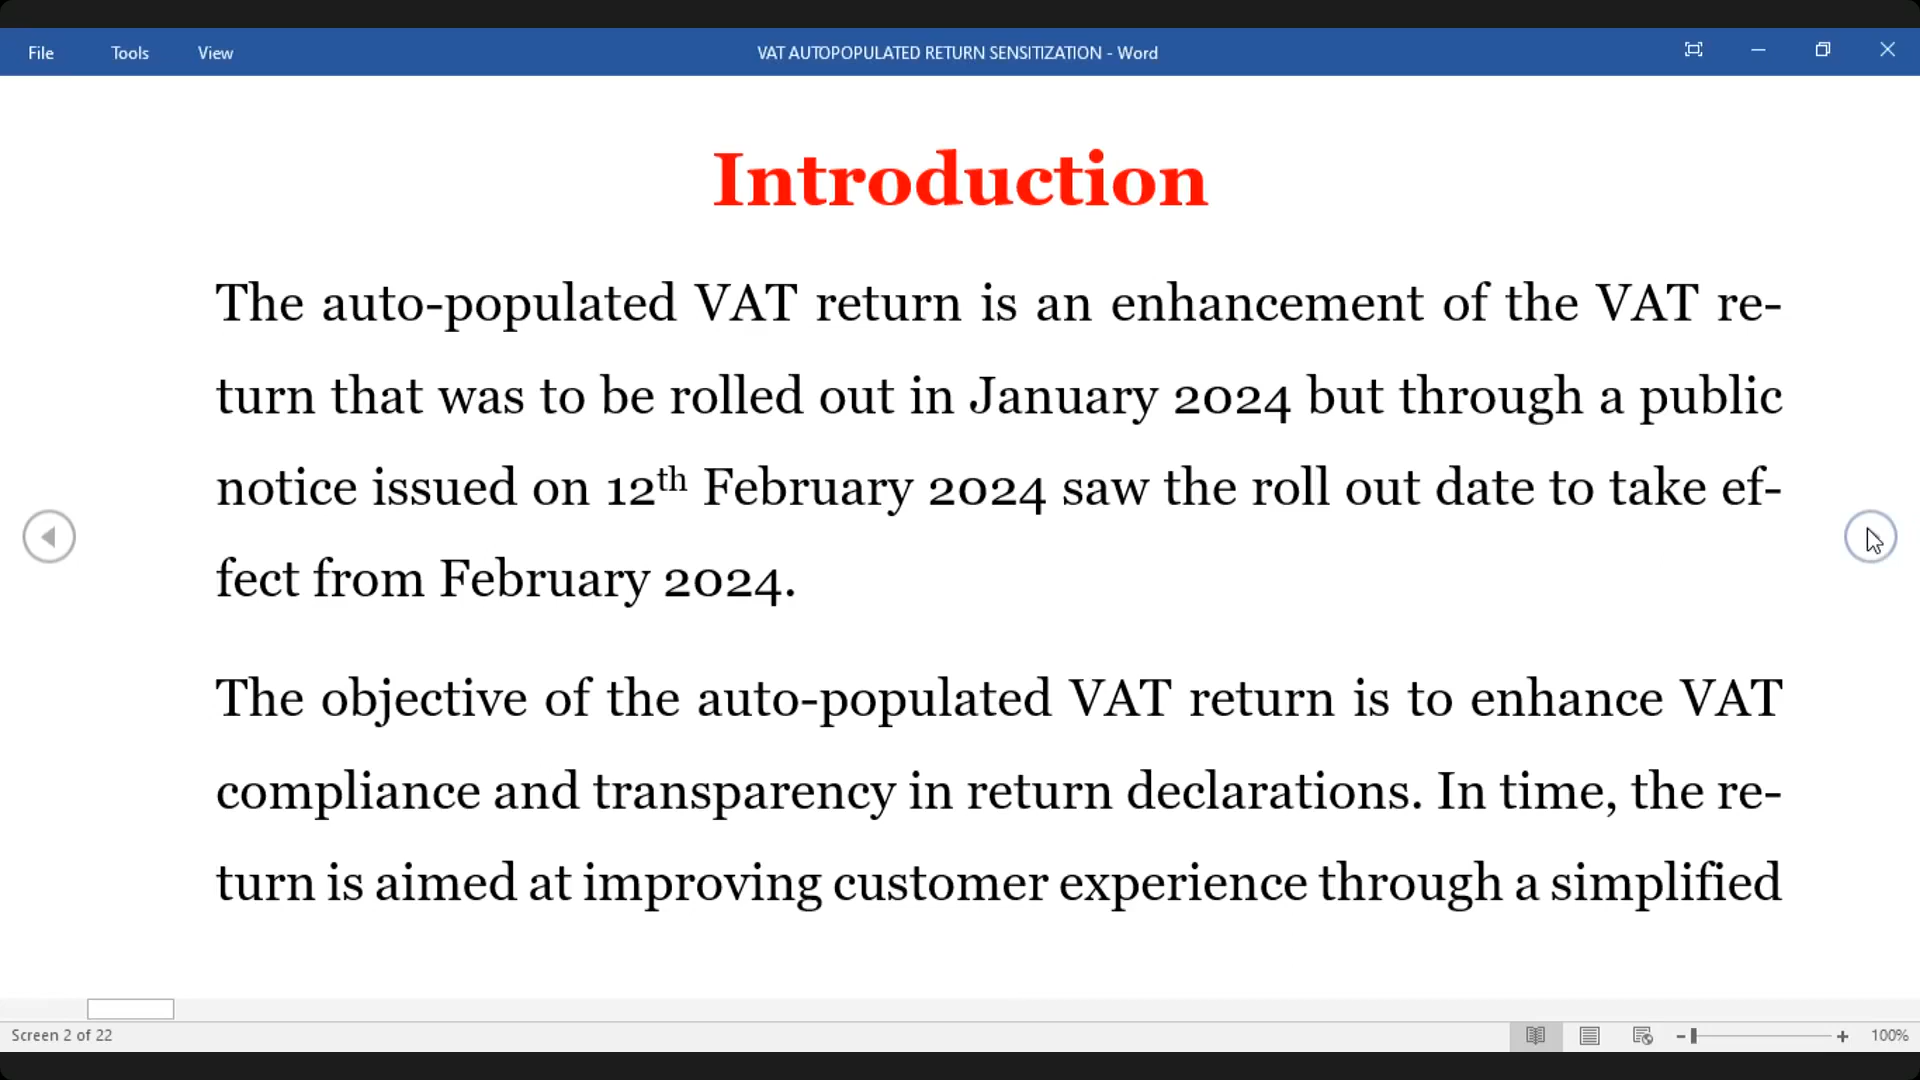 File Tools View VAT AUTOPOPULATED RETURN SENSITIZATION - Word
Introduction
The auto-populated VAT return is an enhancement of the VAT re-
turn that was to be rolled out in January 2024 but through a public
notice issued on 12th February 2024 saw the roll out date to take ef-
fect from February 2024.
The objective of the auto-populated VAT return is to enhance VAT
compliance and transparency in return declarations. In time, the re-
turn is aimed at improving customer experience through a simplified
Screen 2 of 22 100%